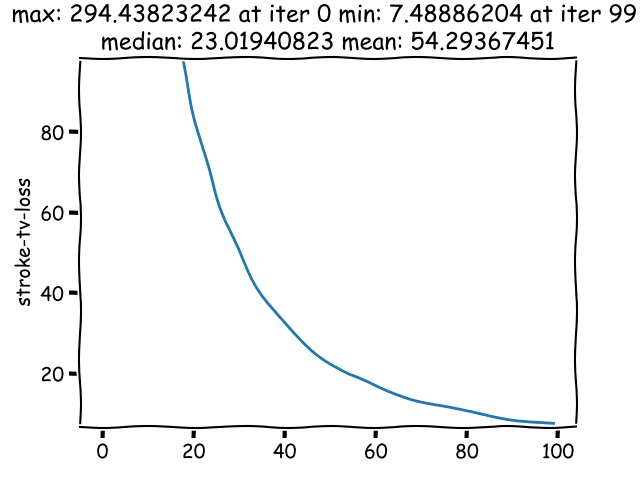 max: 294.43823242 at iter 0 min: 7.48886204 at iter 99
median: 23.01940823 mean: 54.29367451
stroke-tv-loss
80
60
40
20
0 20 40 60 80 100